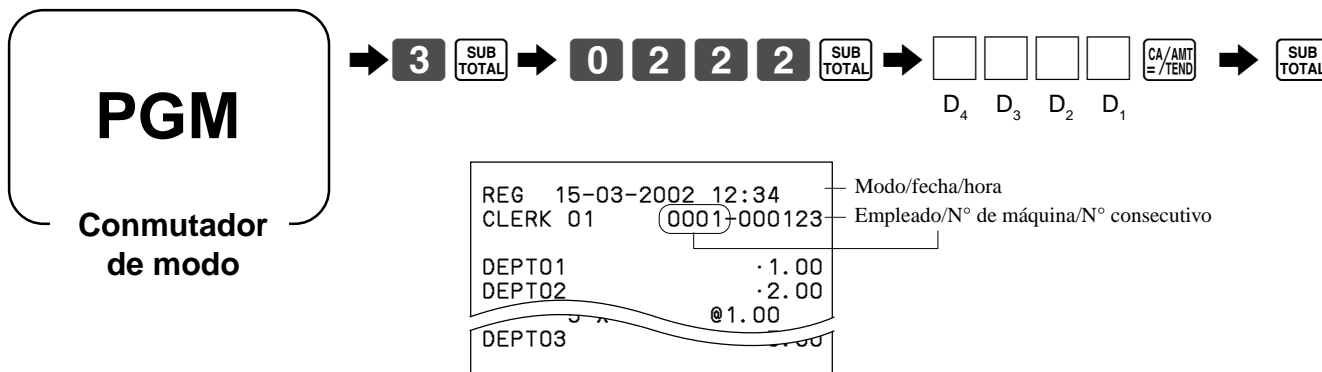 3 SUB TOTAL 0 2 2 2 SUB TOTAL CA/AMT =/TEND SUB TOTAL
D4 D3 D2 D1
PGM
Conmutador
de modo
REG 15-03-2002 12:34 Modo/fecha/hora
CLERK 01 0001-000123 Empleado/N° de máquina/N° consecutivo
DEPT01 ·1.00
DEPT02 ·2.00
@1.00
DEPT03